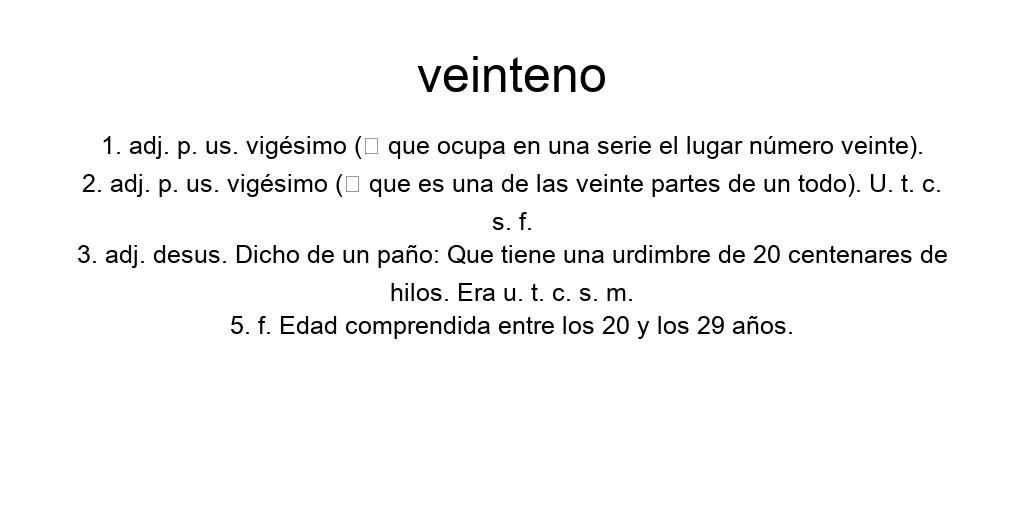 veinteno
1. adj. p. us. vigésimo (□ que ocupa en una serie el lugar número veinte).
2. adj. p. us. vigésimo (□ que es una de las veinte partes de un todo). U. t. c.
s. f.
3. adj. desus. Dicho de un paño: Que tiene una urdimbre de 20 centenares de
hilos. Era u. t. c. s. m.
5. f. Edad comprendida entre los 20 y los 29 años.